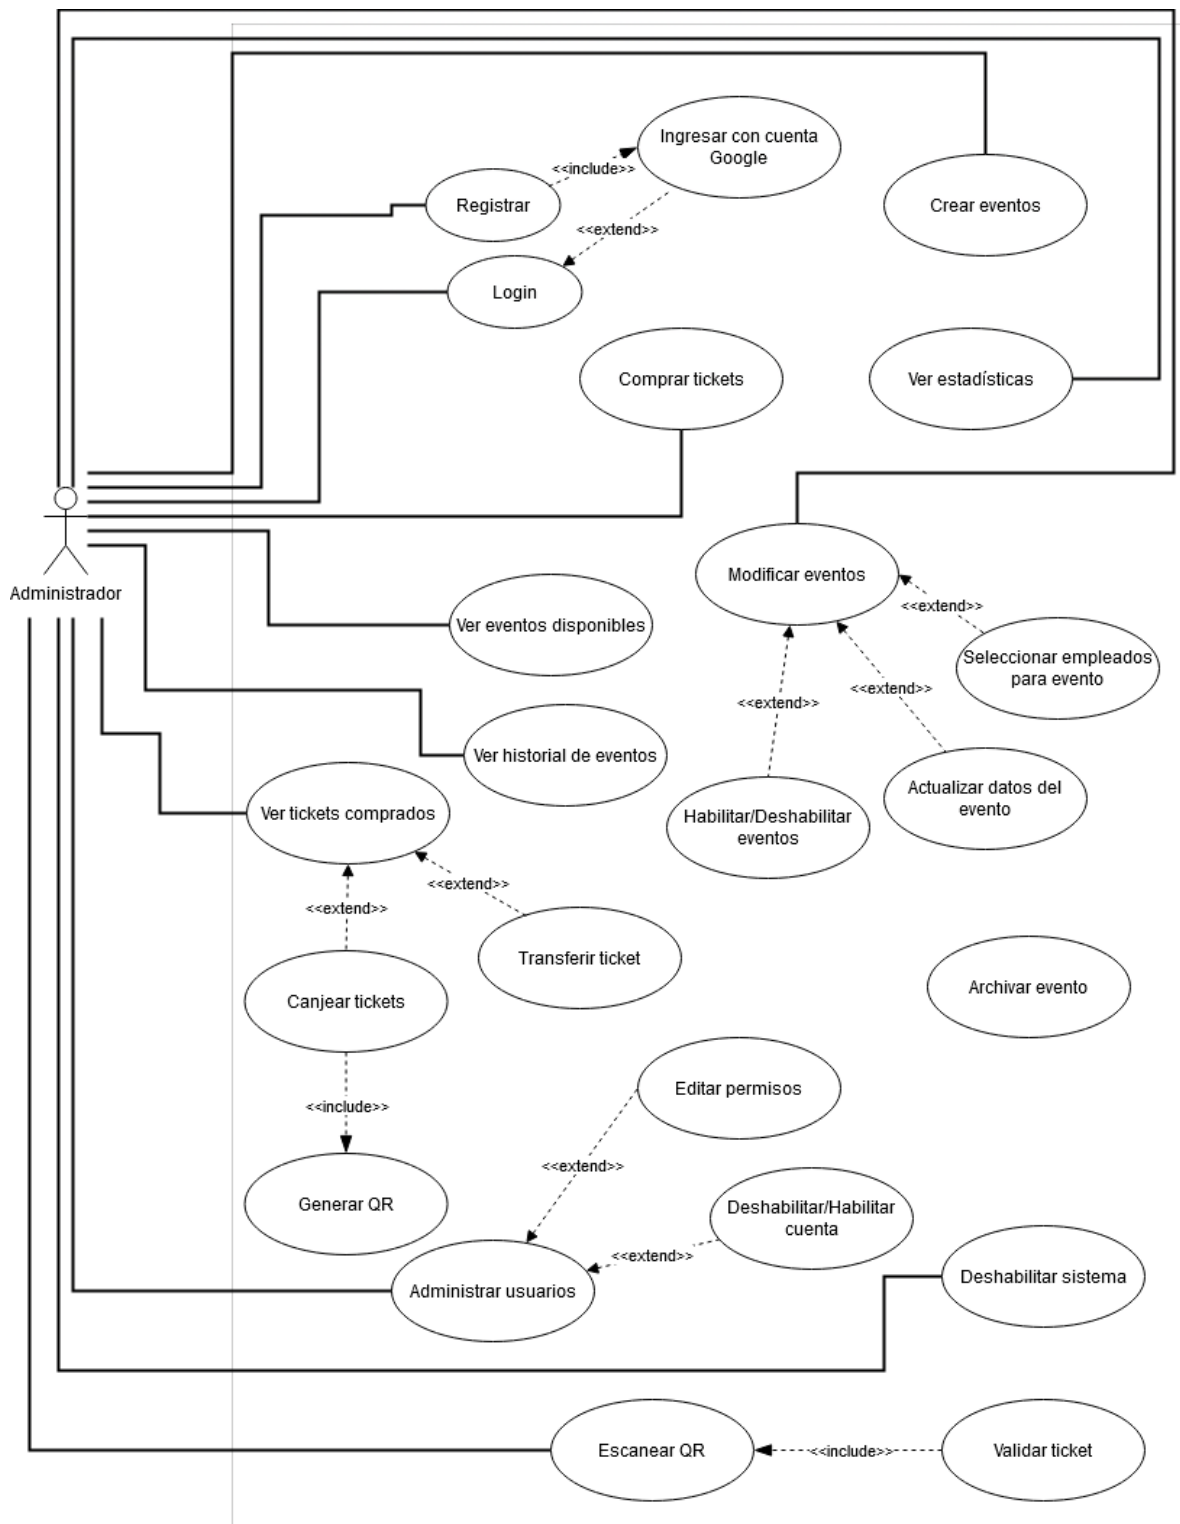 Ingresar con cuenta
Google
<<include>>
Registrar
Crear eventos
<<extend>>
Login
Comprar tickets
Ver estadísticas
Administrador
Modificar eventos
<<extend>>
Ver eventos disponibles
Seleccionar empleados
para evento
<<extend>>
<<extend>>
Ver historial de eventos
Actualizar datos del
evento
Ver tickets comprados
Habilitar/Deshabilitar
eventos
<<extend>>
<<extend>>
Transferir ticket
Archivar evento
Canjear tickets
Editar permisos
<<include>>
<<extend>>
Generar QR
Deshabilitar/Habilitar
cuenta
<<extend>>
Deshabilitar sistema
Administrar usuarios
Escanear QR
<<include>>
Validar ticket